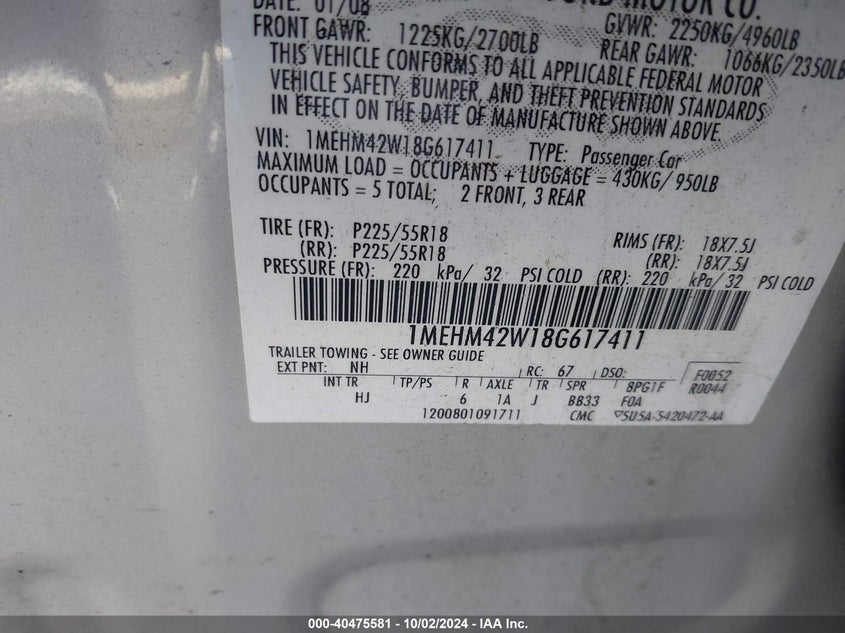 DATE: 01/08 FORD MOTOR CO.
FRONT GAWR: 1225KG/2700LB GVWR: 2250KG/4960LB
REAR GAWR: 1066KG/2350LB
THIS VEHICLE CONFORMS TO ALL APPLICABLE FEDERAL MOTOR
VEHICLE SAFETY, BUMPER, AND THEFT PREVENTION STANDARDS
IN EFFECT ON THE DATE OF MANUFACTURE SHOWN ABOVE.
VIN: 1MEHM42W18G617411 TYPE: Passenger Car
MAXIMUM LOAD = OCCUPANTS + LUGGAGE = 430KG/950LB
OCCUPANTS = 5 TOTAL; 2 FRONT, 3 REAR
TIRE (FR): P225/55R18 RIMS (FR): 18X7.5J
(RR): P225/55R18 (RR): 18X7.5J
PRESSURE (FR): 220 kPa/ 32 PSI COLD (RR): 220 kPa/ 32 PSI COLD
1MEHM42W18G617411
TRAILER TOWING - SEE OWNER GUIDE
EXT PNT: NH RC: 67 DSO: F0052
INT TR TP/PS R AXLE TR SPR 8PG1F R0044
HJ 6 1A J BB33 FOA
1200801091711 CMC 5U5A-5420472-AA
000-40475581 - 10/02/2024 - IAAI Inc.